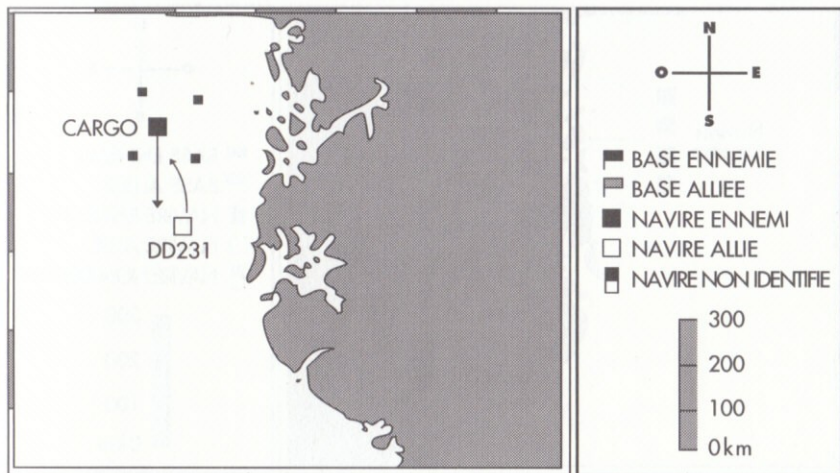 CARGO
DD231
N
O E
S
BASE ENNEMIE
BASE ALLIEE
NAVIRE ENNEMI
NAVIRE ALLIE
NAVIRE NON IDENTIFIE
300
200
100
0km